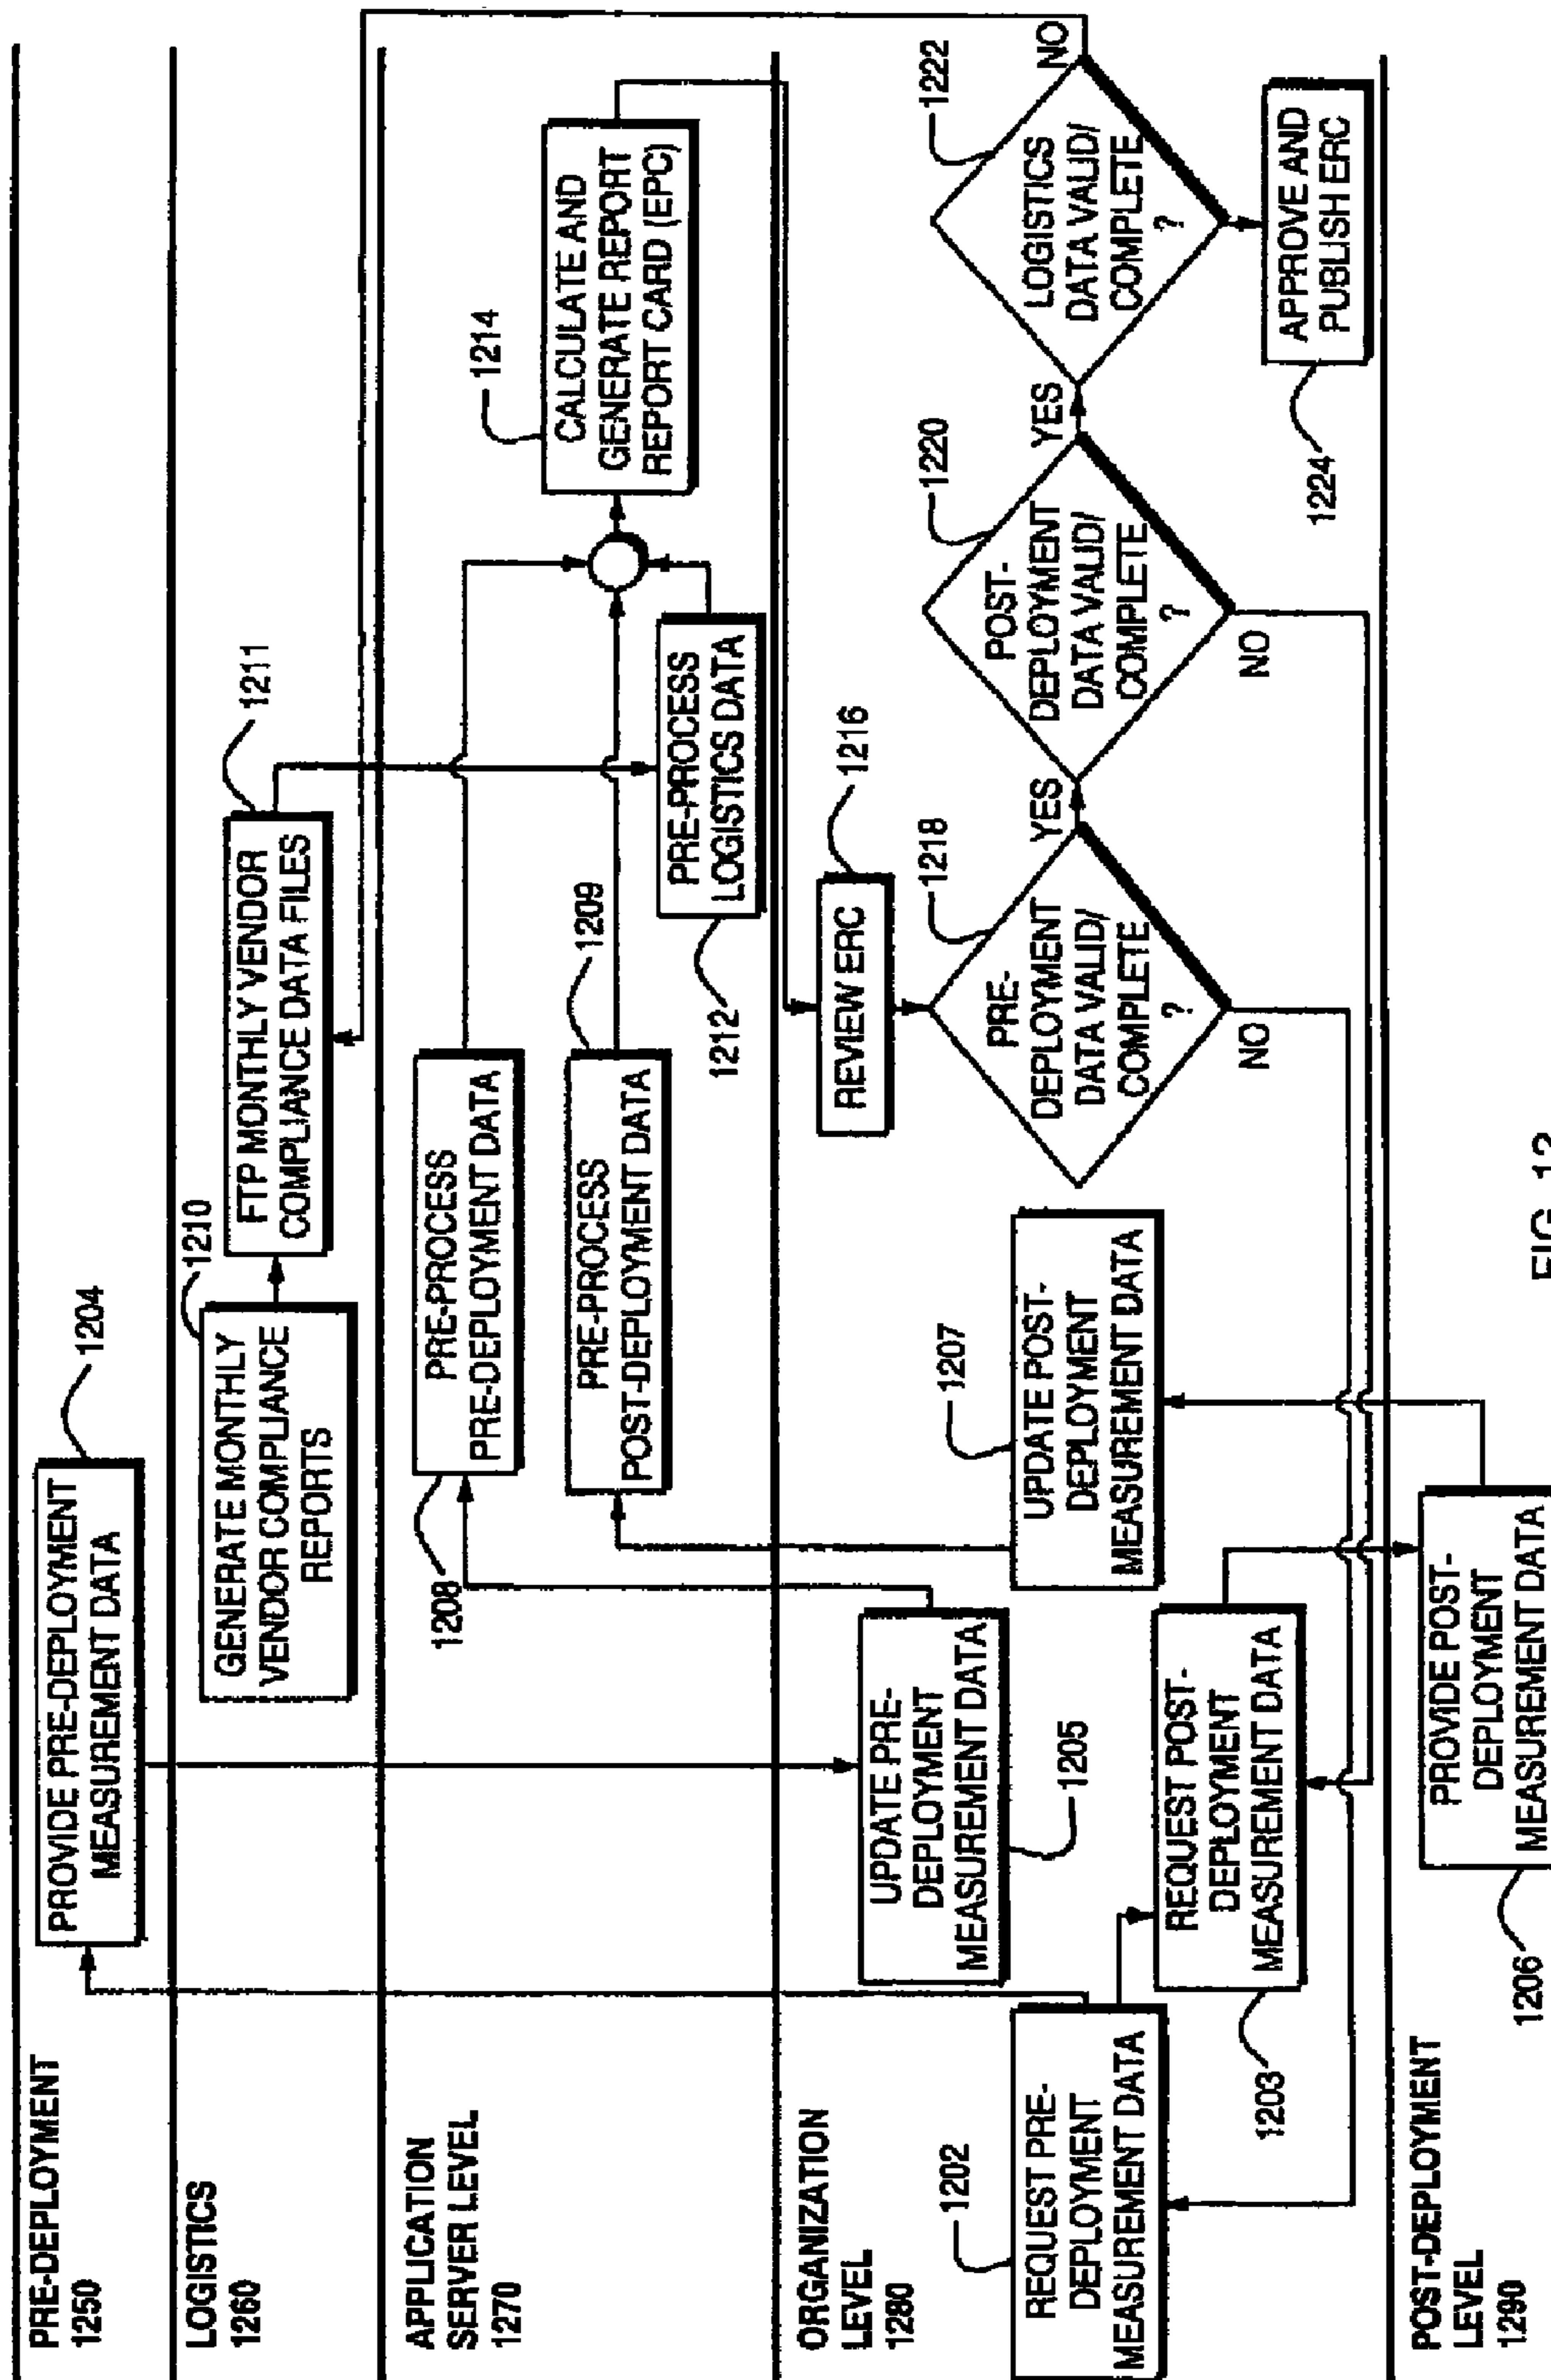 PRE-DEPLOYMENT
1250
PROVIDE PRE-DEPLOYMENT
MEASUREMENT DATA
1204
LOGISTICS
1260
GENERATE MONTHLY
VENDOR COMPLIANCE
REPORTS
1210
FTP MONTHLY VENDOR
COMPLIANCE DATA FILES
1211
APPLICATION
SERVER LEVEL
1270
1208
PRE-PROCESS
PRE-DEPLOYMENT DATA
PRE-PROCESS
POST-DEPLOYMENT DATA
1209
PRE-PROCESS
LOGISTICS DATA
1212
CALCULATE AND
GENERATE REPORT
REPORT CARD (EPC)
1214
ORGANIZATION
LEVEL
1280
1202
REQUEST PRE-
DEPLOYMENT
MEASUREMENT DATA
UPDATE PRE-
DEPLOYMENT
MEASUREMENT DATA
1205
REQUEST POST-
DEPLOYMENT
MEASUREMENT DATA
1203
1207
UPDATE POST-
DEPLOYMENT
MEASUREMENT DATA
REVIEW ERC
1216
1218
PRE-
DEPLOYMENT
DATA VALID/
COMPLETE
?
YES
NO
1220
POST-
DEPLOYMENT
DATA VALID/
COMPLETE
?
YES
NO
1222
LOGISTICS
DATA VALID/
COMPLETE
?
NO
APPROVE AND
PUBLISH ERC
1224
POST-DEPLOYMENT
LEVEL
1290
PROVIDE POST-
DEPLOYMENT
MEASUREMENT DATA
1206